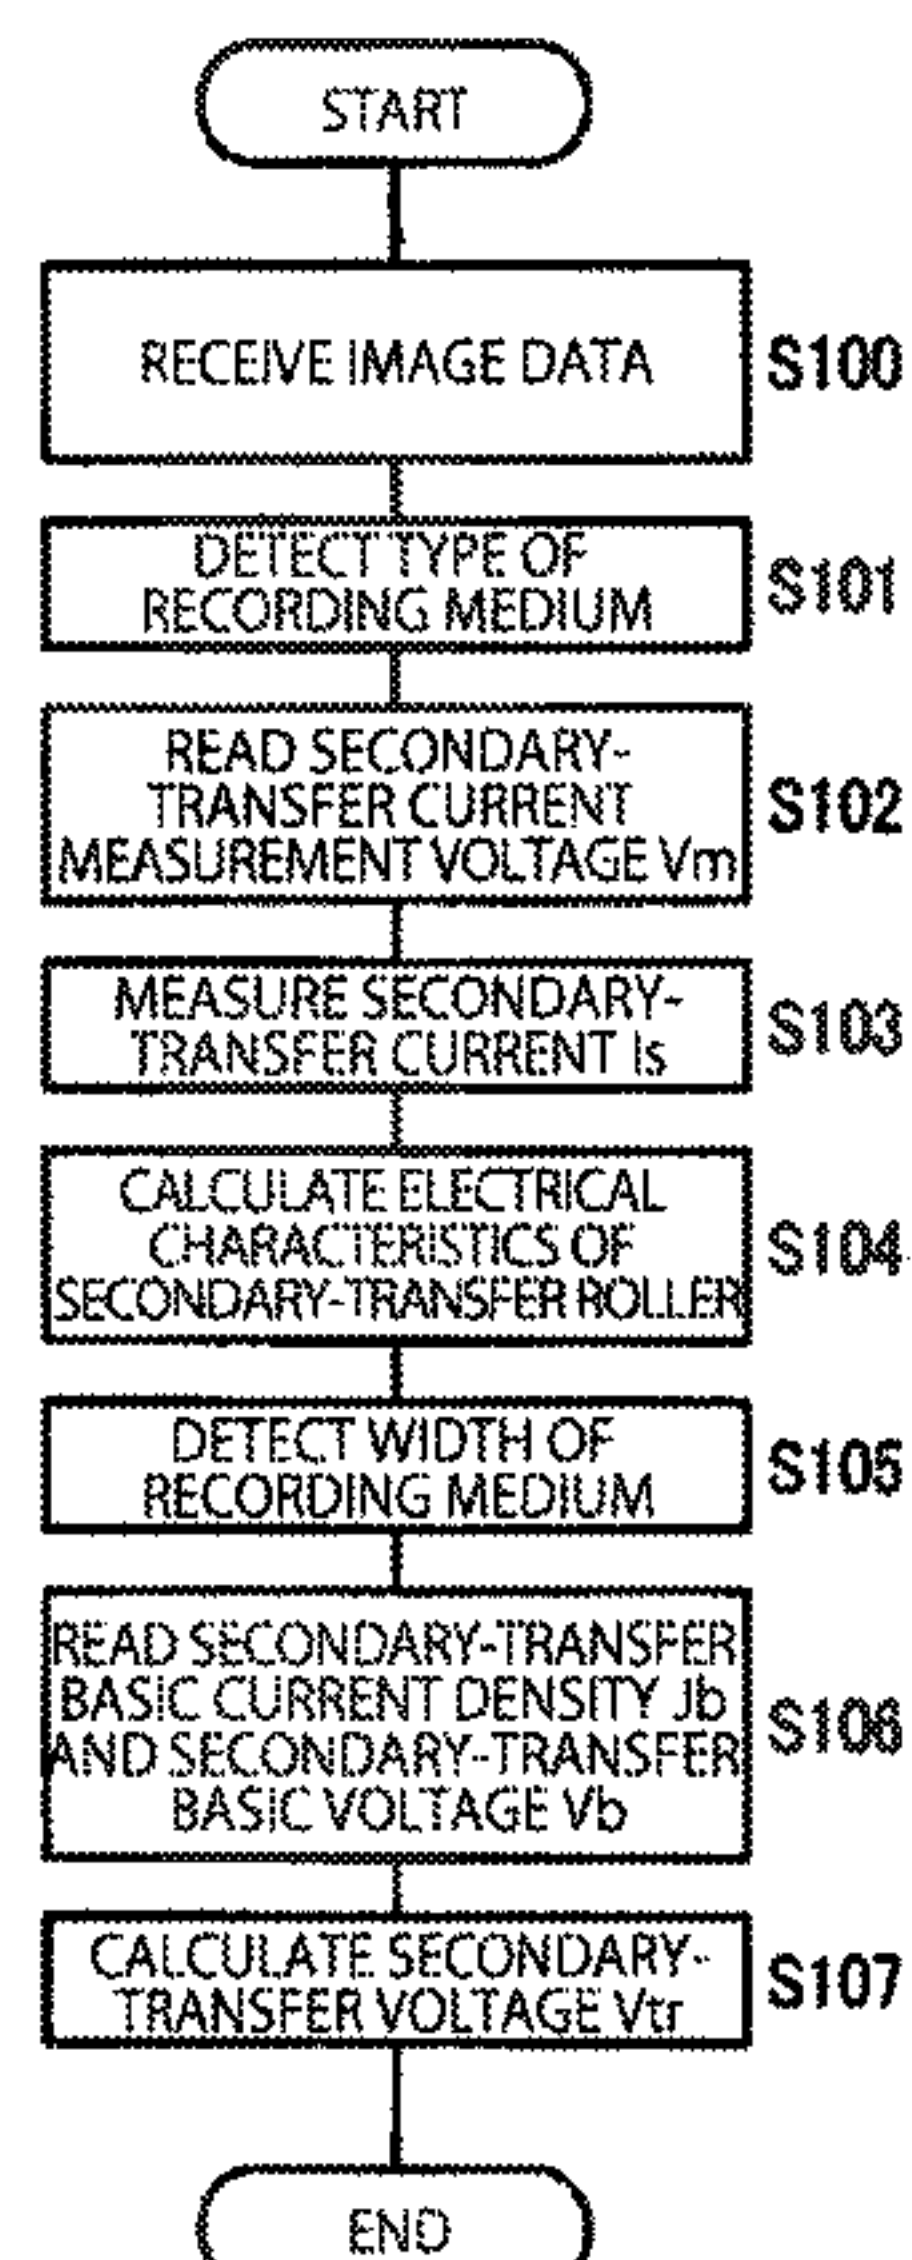 START
RECEIVE IMAGE DATA
S100
DETECT TYPE OF
RECORDING MEDIUM
S101
READ SECONDARY-
TRANSFER CURRENT
MEASUREMENT VOLTAGE Vm
S102
MEASURE SECONDARY-
TRANSFER CURRENT Is
S103
CALCULATE ELECTRICAL
CHARACTERISTICS OF
SECONDARY-TRANSFER ROLLER
S104
DETECT WIDTH OF
RECORDING MEDIUM
S105
READ SECONDARY-TRANSFER
BASIC CURRENT DENSITY Jb
AND SECONDARY-TRANSFER
BASIC VOLTAGE Vb
S106
CALCULATE SECONDARY-
TRANSFER VOLTAGE Vtr
S107
END